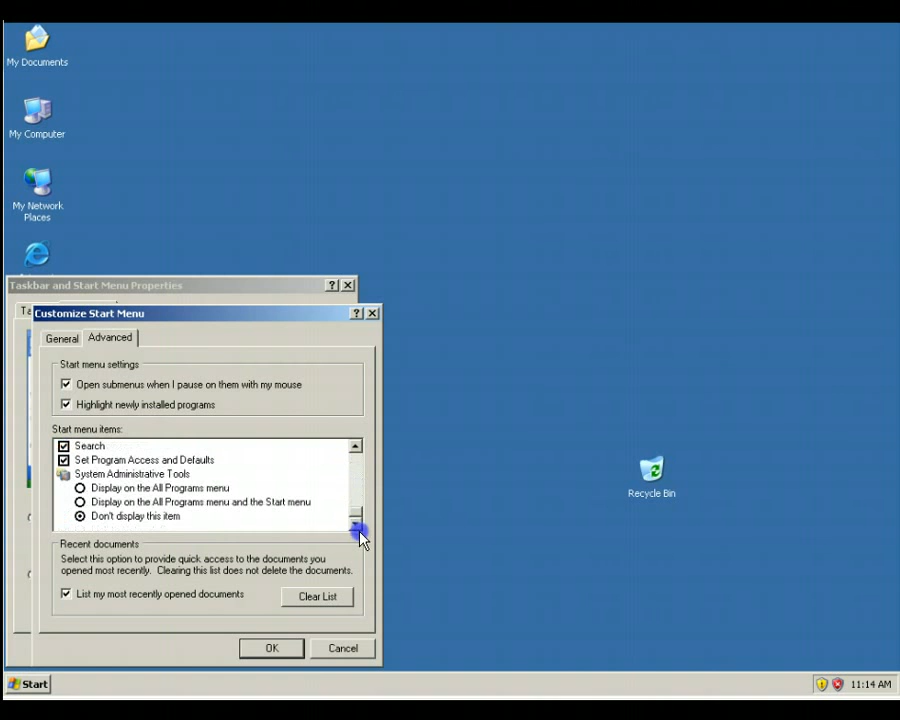 My Documents
My Computer
My Network
Places
Taskbar and Start Menu Properties
Customize Start Menu
General
Advanced
Start menu settings
Open submenus when I pause on them with my mouse
Highlight newly installed programs
Start menu items:
Search
Set Program Access and Defaults
System Administrative Tools
Display on the All Programs menu
Display on the All Programs menu and the Start menu
Don't display this item
Recent documents
Select this option to provide quick access to the documents you
opened most recently. Clearing this list does not delete the documents.
List my most recently opened documents
Clear List
OK
Cancel
Recycle Bin
Start
11:14 AM